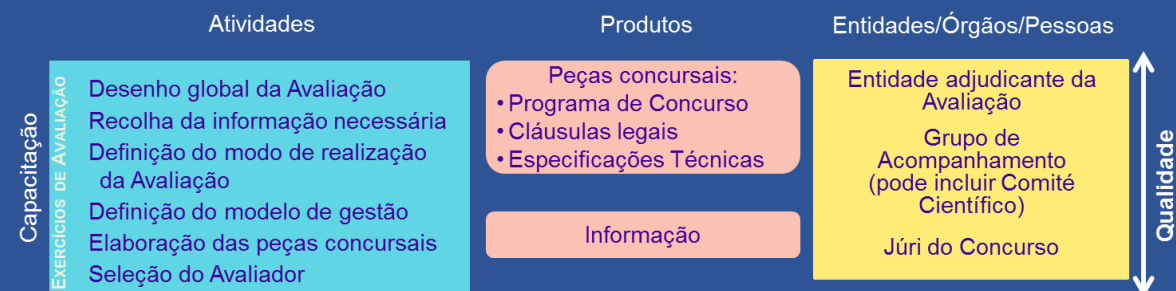 Atividades
Produtos
Entidades/Órgãos/Pessoas
Capacitação
EXERCÍCIOS DE AVALIAÇÃO
Desenho global da Avaliação
Recolha da informação necessária
Definição do modo de realização
da Avaliação
Definição do modelo de gestão
Elaboração das peças concursais
Seleção do Avaliador
Peças concursais:
• Programa de Concurso
• Cláusulas legais
• Especificações Técnicas
Informação
Entidade adjudicante da
Avaliação
Grupo de
Acompanhamento
(pode incluir Comité
Científico)
Júri do Concurso
Qualidade